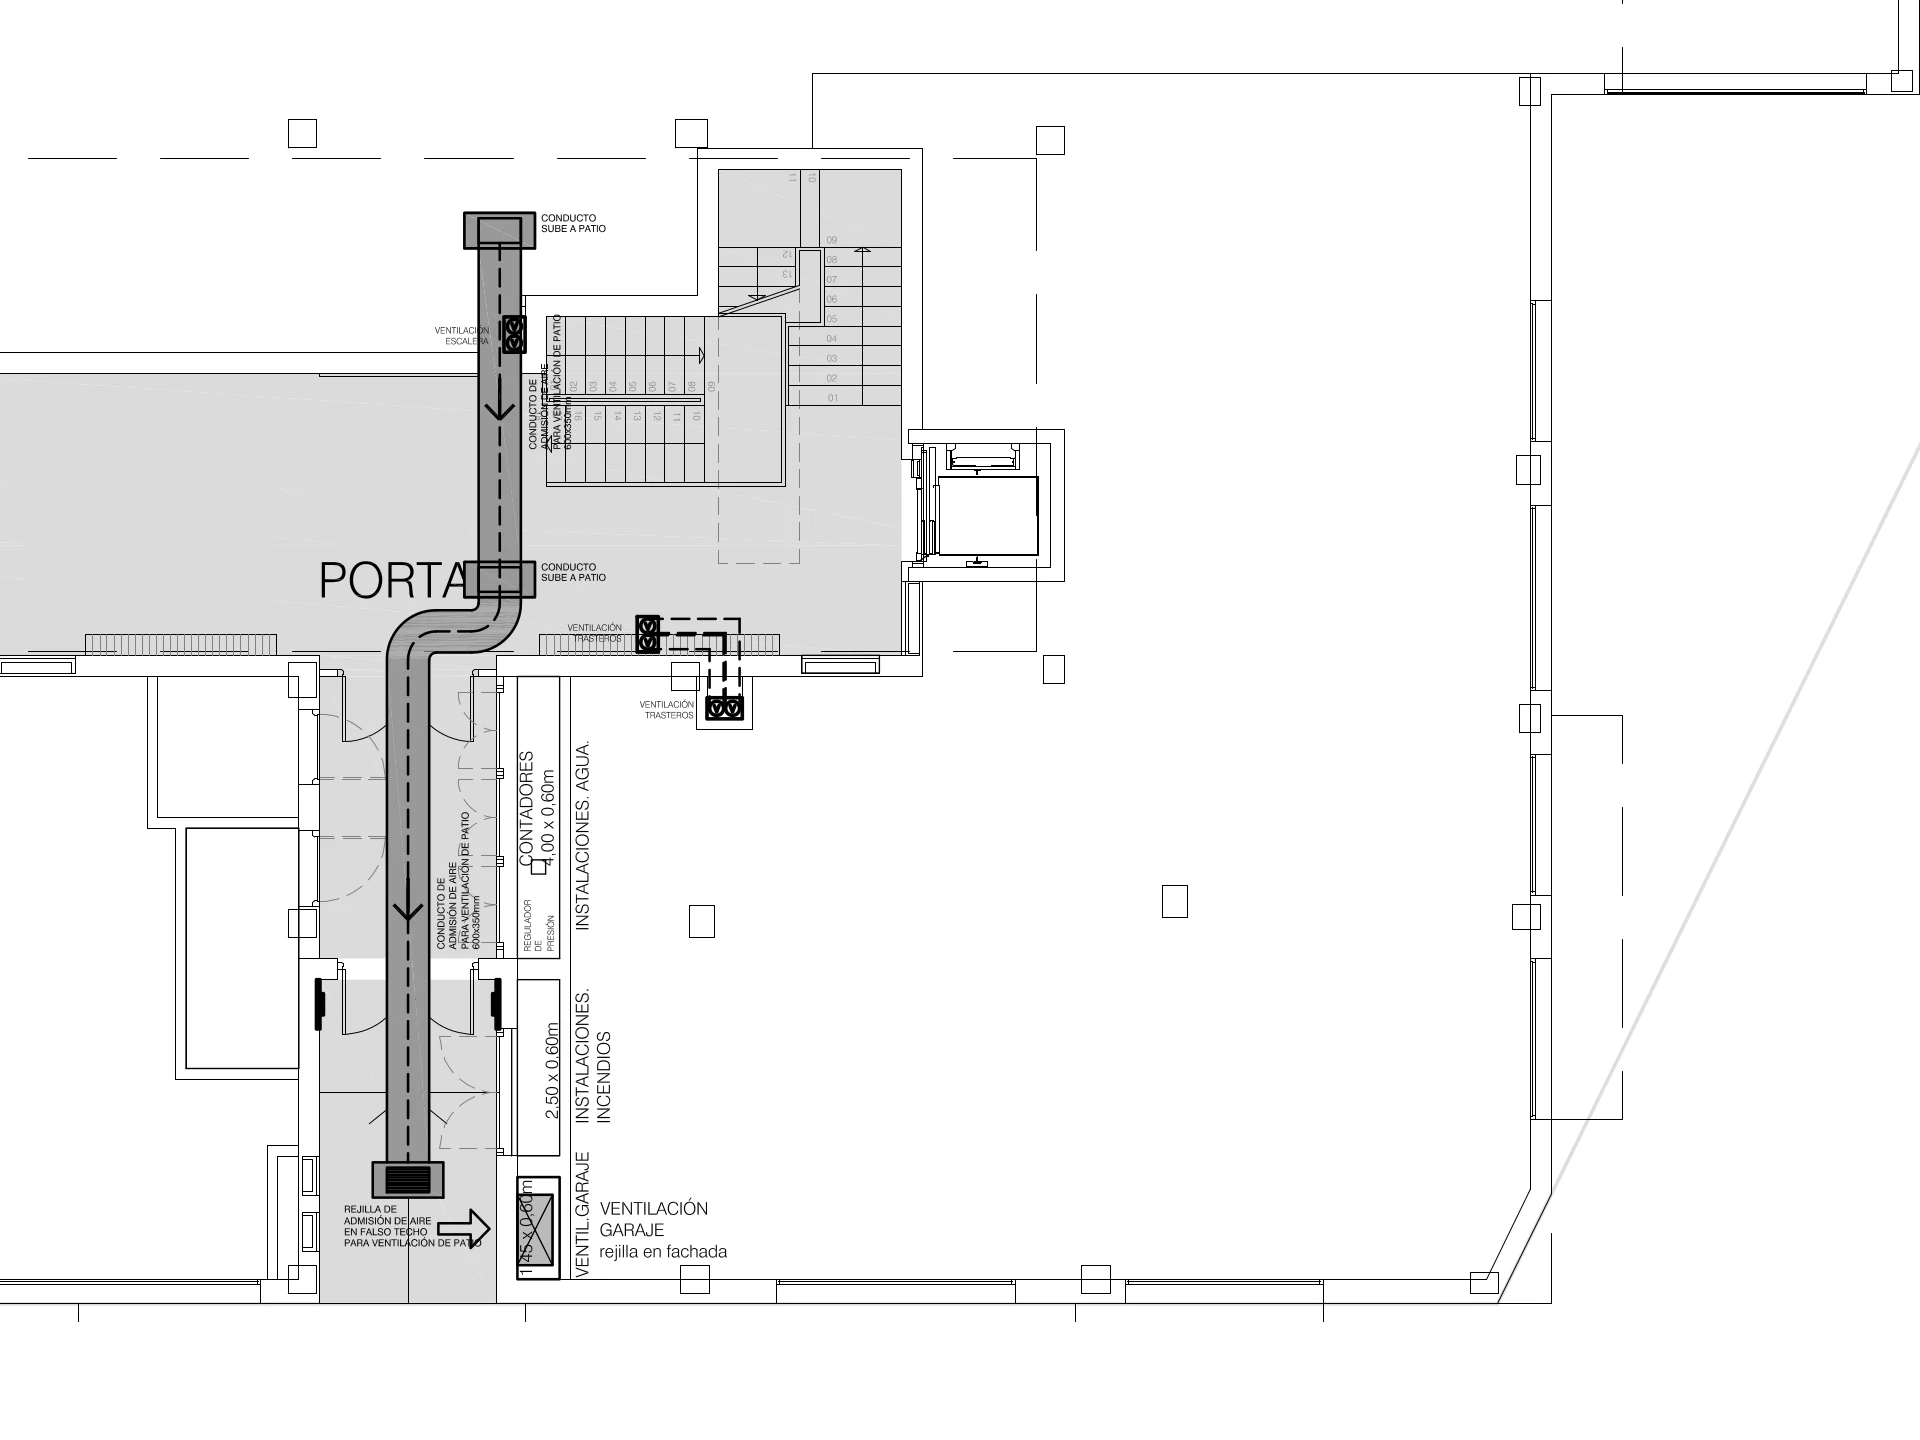 11
10
CONDUCTO
SUBE A PATIO
09
12
08
13
07
06
05
04
03
02
01
VENTILACIÓN
ESCALERA
CONDUCTO DE
ADMISIÓN DE AIRE
PARA VENTILACIÓN DE PATIO
600x350mm
02
03
04
05
06
07
08
09
16
15
14
13
12
11
10
PORTA
CONDUCTO
SUBE A PATIO
VENTILACIÓN
TRASTEROS
VENTILACIÓN
TRASTEROS
CONTADORES
4,00 x 0,60m
INSTALACIONES. AGUA.
CONDUCTO DE
ADMISIÓN DE AIRE
PARA VENTILACIÓN DE PATIO
600x350mm
REGULADOR
DE
PRESIÓN
2,50 x 0.60m
INSTALACIONES.
INCENDIOS
VENTIL.GARAJE
1,45 x 0,60m
REJILLA DE
ADMISIÓN DE AIRE
EN FALSO TECHO
PARA VENTILACIÓN DE PATIO
VENTILACIÓN
GARAJE
rejilla en fachada